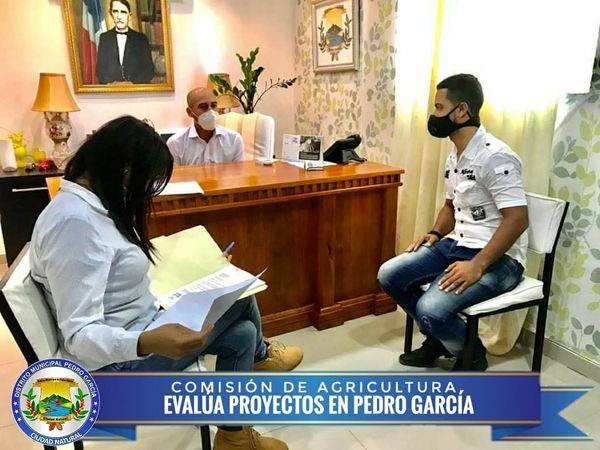 COMISIÓN DE AGRICULTURA,
EVALÚA PROYECTOS EN PEDRO GARCÍA
DISTRITO MUNICIPAL PEDRO GARCÍA
CIUDAD NATURAL